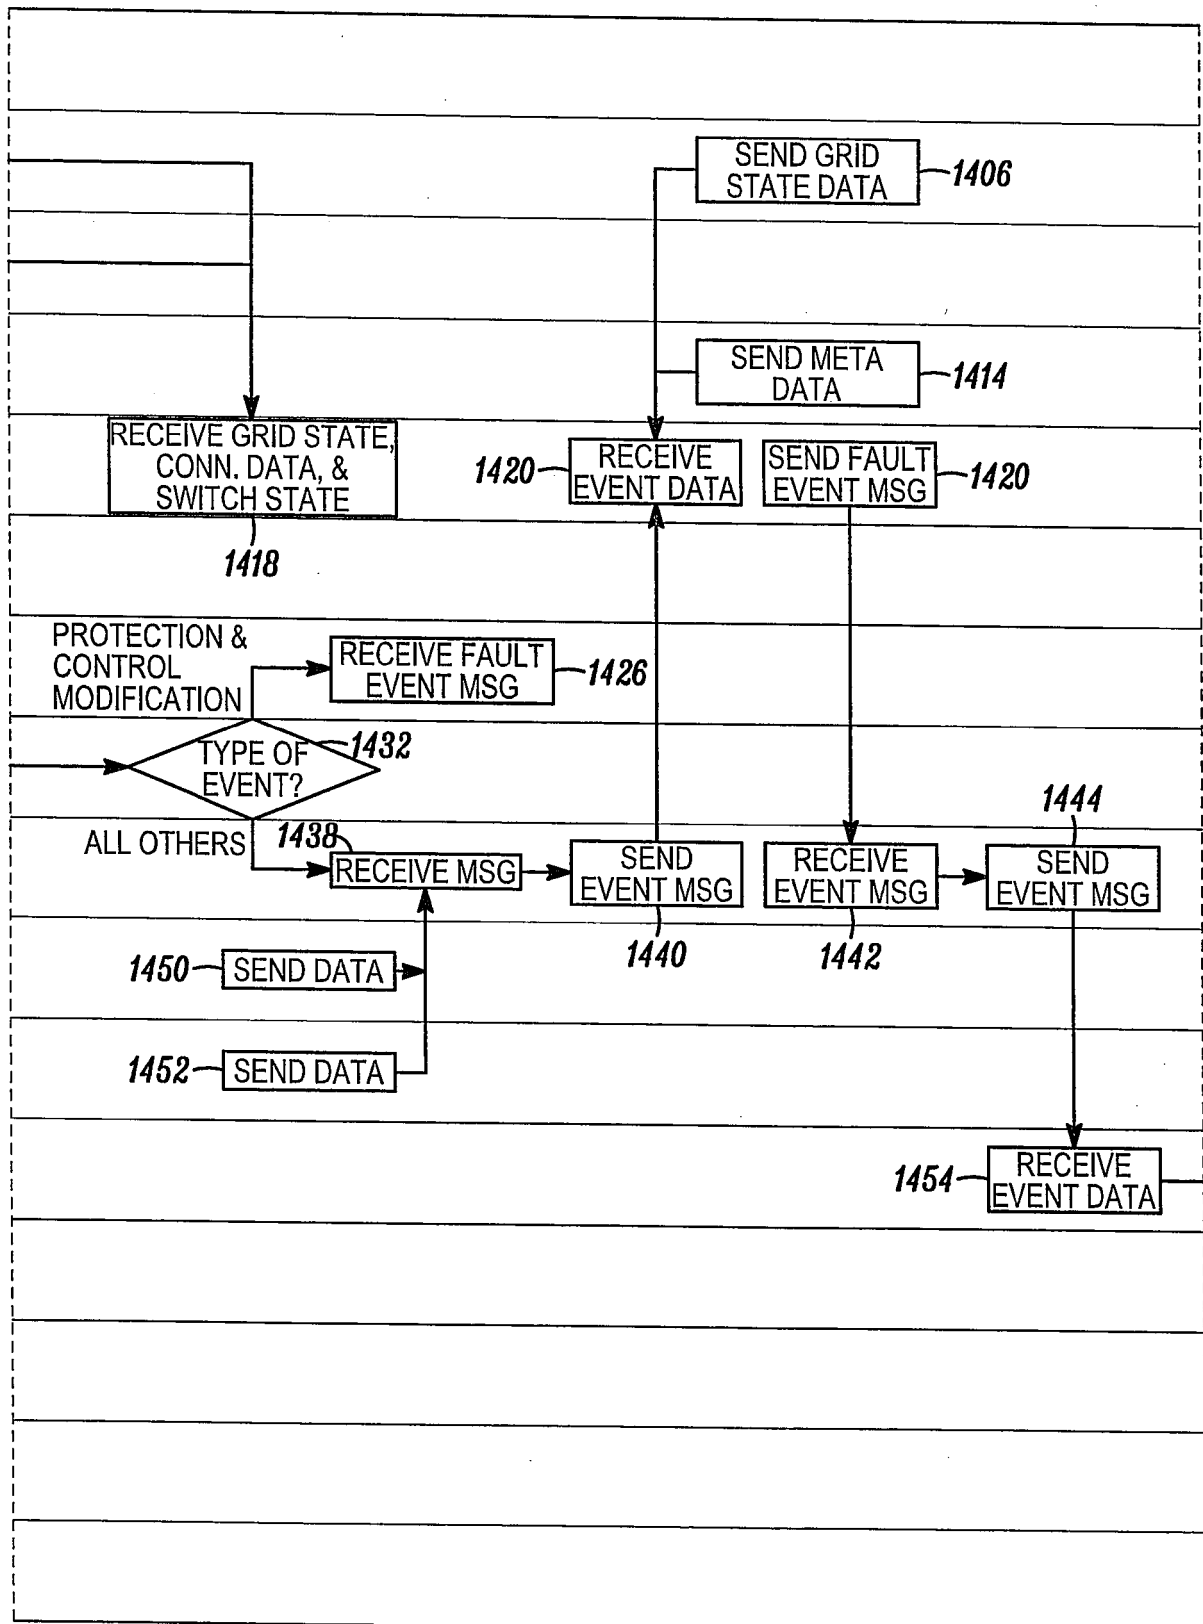 SEND GRID
STATE DATA
1406
SEND META
DATA
1414
RECEIVE GRID STATE,
CONN. DATA, &
SWITCH STATE
1418
1420
RECEIVE
EVENT DATA
SEND FAULT
EVENT MSG
1420
PROTECTION &
CONTROL
MODIFICATION
RECEIVE FAULT
EVENT MSG
1426
TYPE OF
EVENT?
1432
ALL OTHERS
1438
RECEIVE MSG
SEND
EVENT MSG
1440
RECEIVE
EVENT MSG
1442
1444
SEND
EVENT MSG
1450
SEND DATA
1452
SEND DATA
1454
RECEIVE
EVENT DATA